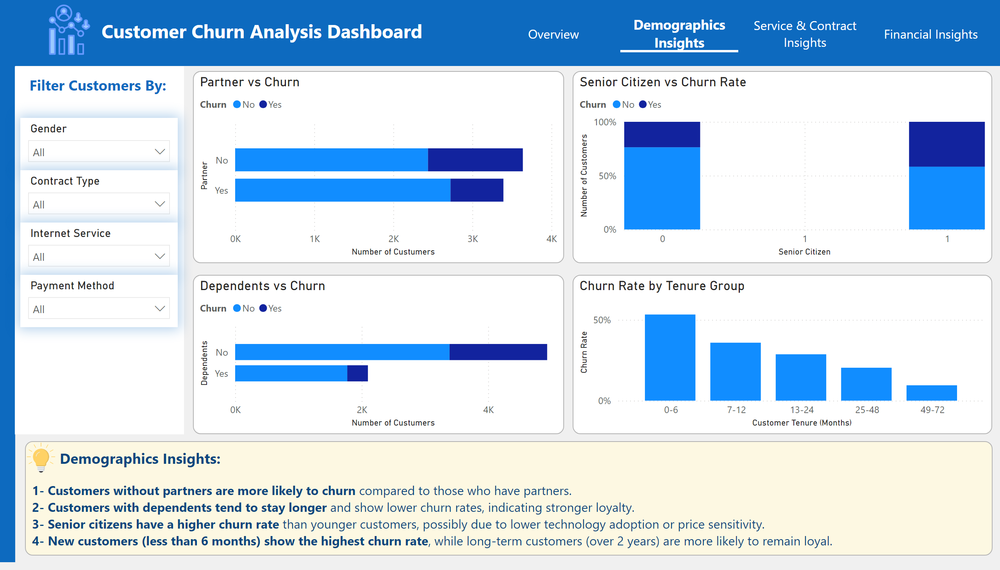 Customer Churn Analysis Dashboard
Overview
Demographics
Insights
Service & Contract
Insights
Financial Insights
Filter Customers By:
Gender
All
Contract Type
All
Internet Service
All
Payment Method
All
Partner vs Churn
Churn No Yes
Partner
No
Yes
0K 1K 2K 3K 4K
Number of Custumers
Senior Citizen vs Churn Rate
Churn No Yes
Number of Customers
100%
50%
0%
0 1 1
Senior Citizen
Dependents vs Churn
Churn No Yes
Dependents
No
Yes
0K 2K 4K
Number of Custumers
Churn Rate by Tenure Group
Churn Rate
50%
0%
0-6 7-12 13-24 25-48 49-72
Customer Tenure (Months)
Demographics Insights:
1- Customers without partners are more likely to churn compared to those who have partners.
2- Customers with dependents tend to stay longer and show lower churn rates, indicating stronger loyalty.
3- Senior citizens have a higher churn rate than younger customers, possibly due to lower technology adoption or price sensitivity.
4- New customers (less than 6 months) show the highest churn rate, while long-term customers (over 2 years) are more likely to remain loyal.